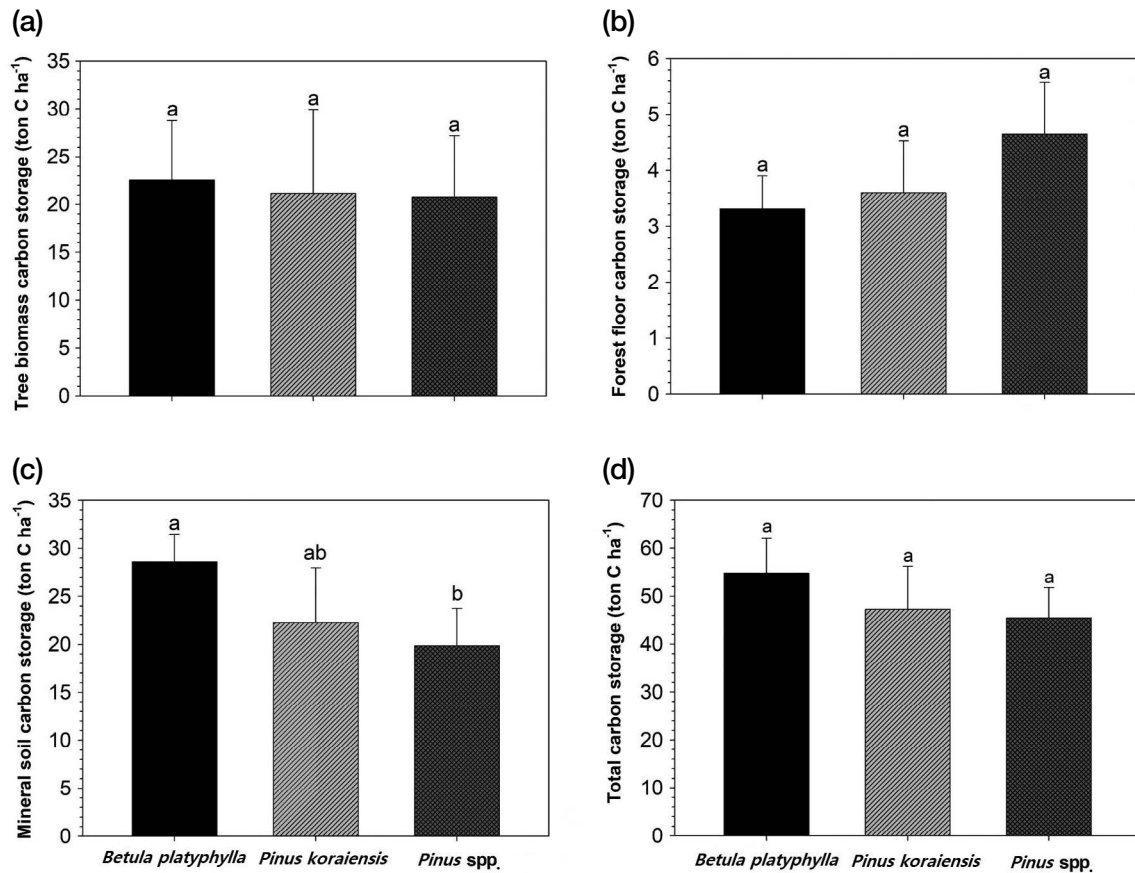 (a)
Tree biomass carbon storage (ton C ha⁻¹)
35
30
25
20
15
10
5
0
a
a
a
(b)
Forest floor carbon storage (ton C ha⁻¹)
6
5
4
3
2
1
0
a
a
a
(c)
Mineral soil carbon storage (ton C ha⁻¹)
35
30
25
20
15
10
5
0
a
ab
b
Betula platyphylla
Pinus koraiensis
Pinus spp.
(d)
Total carbon storage (ton C ha⁻¹)
70
60
50
40
30
20
10
0
a
a
a
Betula platyphylla
Pinus koraiensis
Pinus spp.